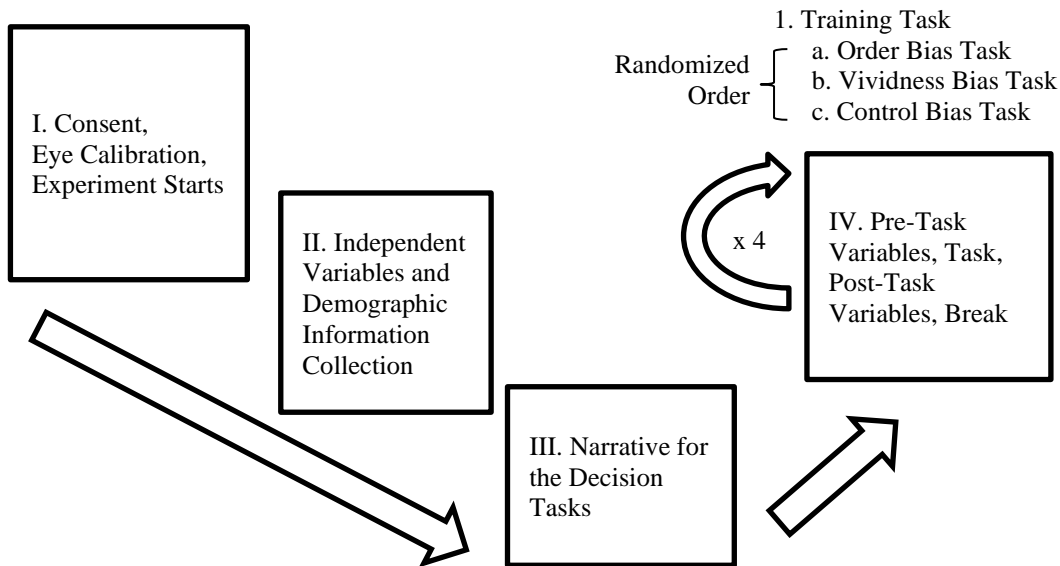 I. Consent,
Eye Calibration,
Experiment Starts
II. Independent
Variables and
Demographic
Information
Collection
III. Narrative for
the Decision
Tasks
IV. Pre-Task
Variables, Task,
Post-Task
Variables, Break
x 4
1. Training Task
Randomized
Order
a. Order Bias Task
b. Vividness Bias Task
c. Control Bias Task